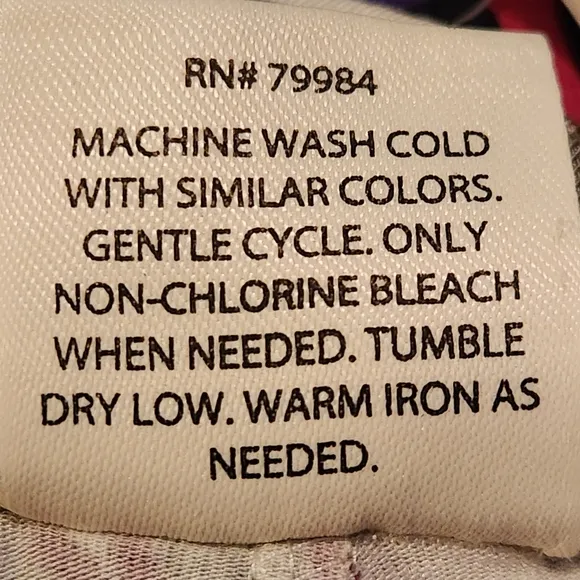 RN# 79984
MACHINE WASH COLD
WITH SIMILAR COLORS.
GENTLE CYCLE. ONLY
NON-CHLORINE BLEACH
WHEN NEEDED. TUMBLE
DRY LOW. WARM IRON AS
NEEDED.